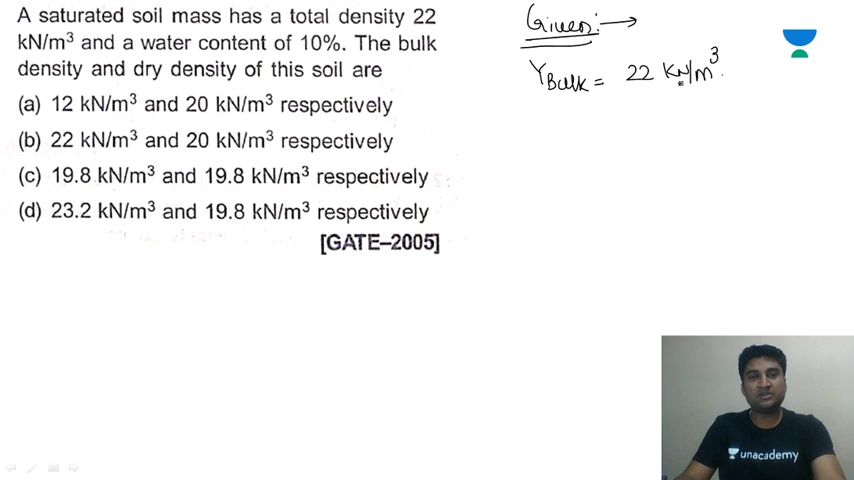 A saturated soil mass has a total density 22
kN/m³ and a water content of 10%. The bulk
density and dry density of this soil are
(a) 12 kN/m³ and 20 kN/m³ respectively
(b) 22 kN/m³ and 20 kN/m³ respectively
(c) 19.8 kN/m³ and 19.8 kN/m³ respectively
(d) 23.2 kN/m³ and 19.8 kN/m³ respectively
[GATE–2005]
Given:→
γBulk = 22 kN/m³.
unacademy